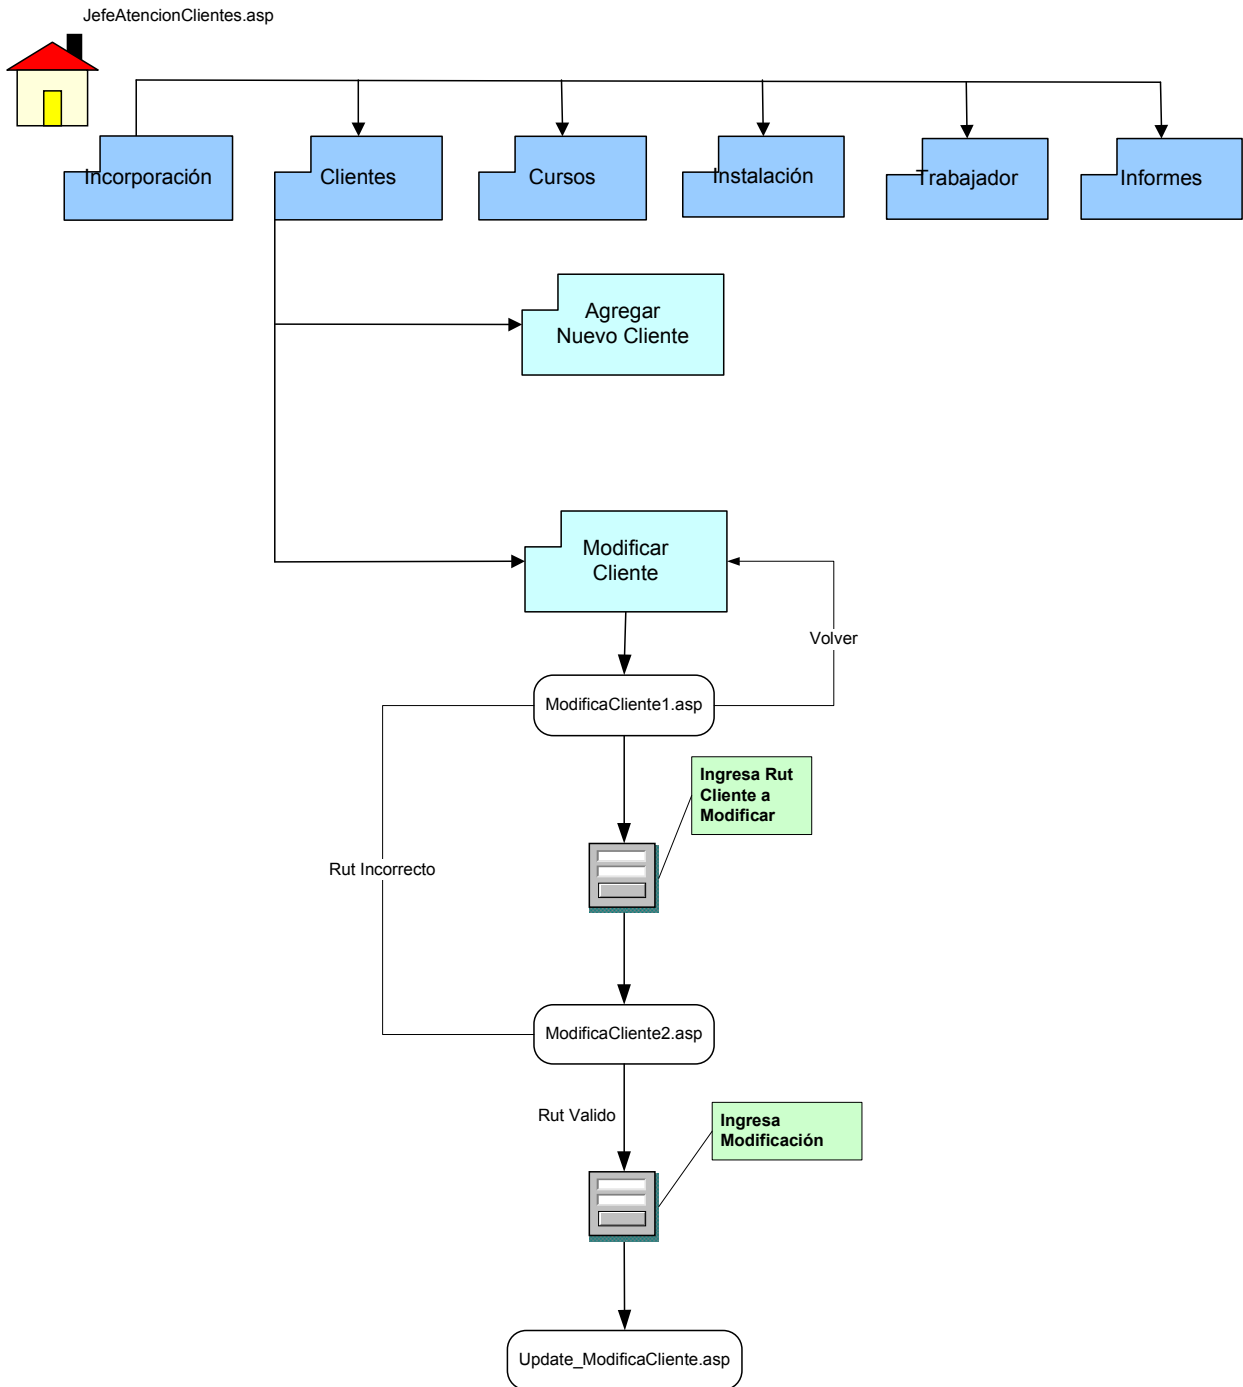 JefeAtencionClientes.asp
Incorporación
Clientes
Cursos
Instalación
Trabajador
Informes
Agregar
Nuevo Cliente
Modificar
Cliente
Volver
ModificaCliente1.asp
Ingresa Rut
Cliente a
Modificar
Rut Incorrecto
ModificaCliente2.asp
Rut Valido
Ingresa
Modificación
Update_ModificaCliente.asp